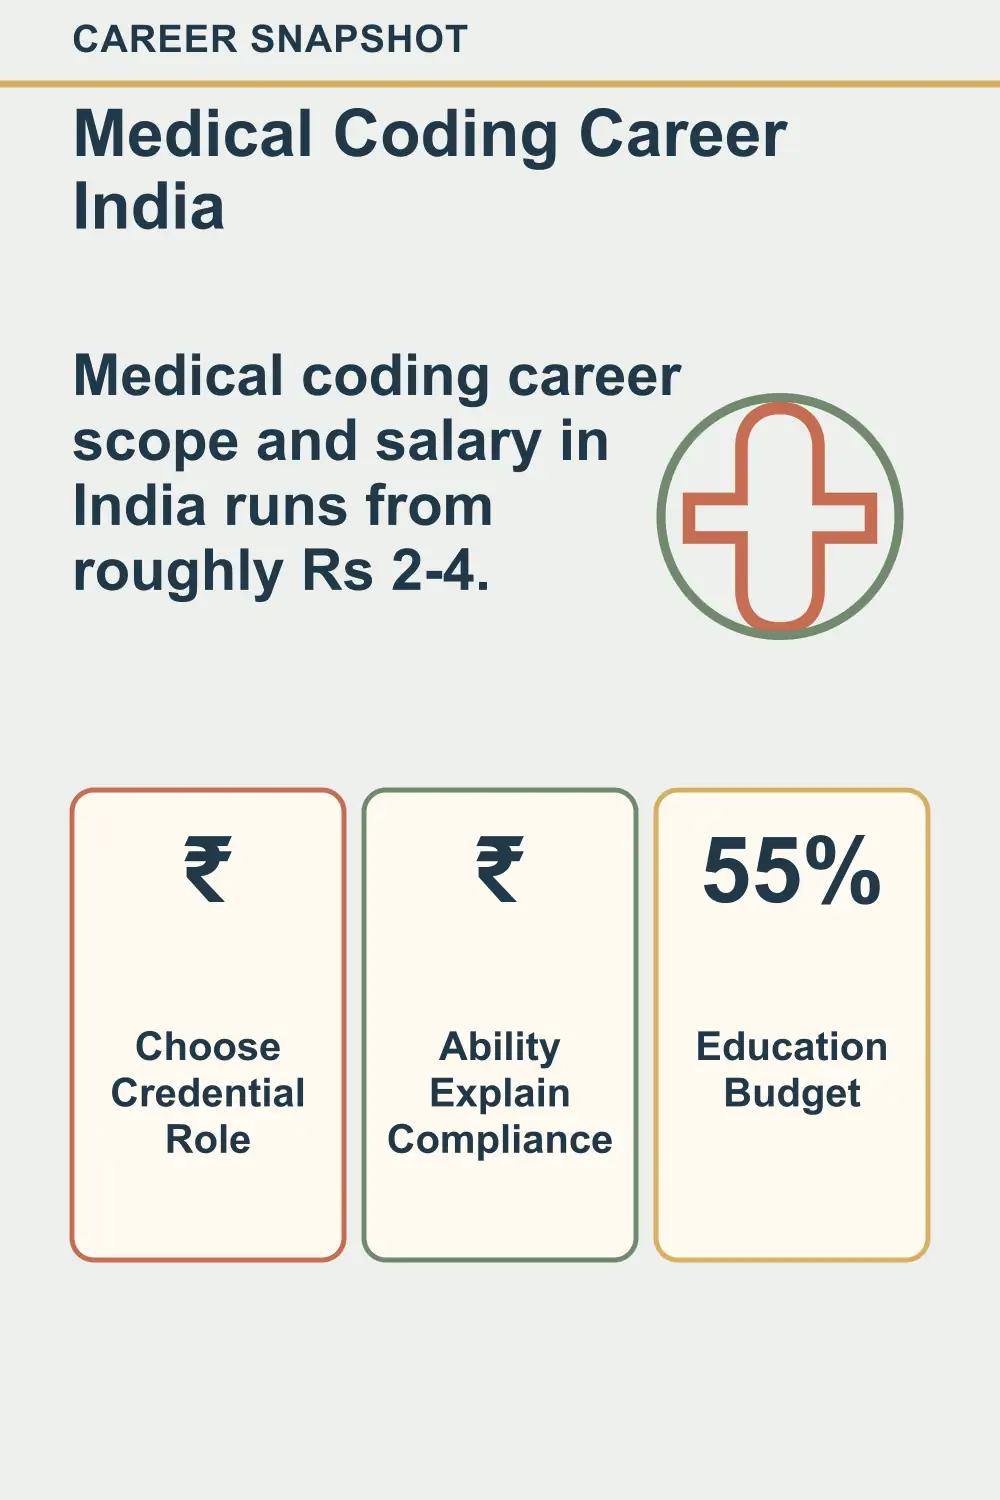 CAREER SNAPSHOT
Medical Coding Career
India
Medical coding career
scope and salary in
India runs from
roughly Rs 2-4.
₹
Choose
Credential
Role
₹
Ability
Explain
Compliance
55%
Education
Budget